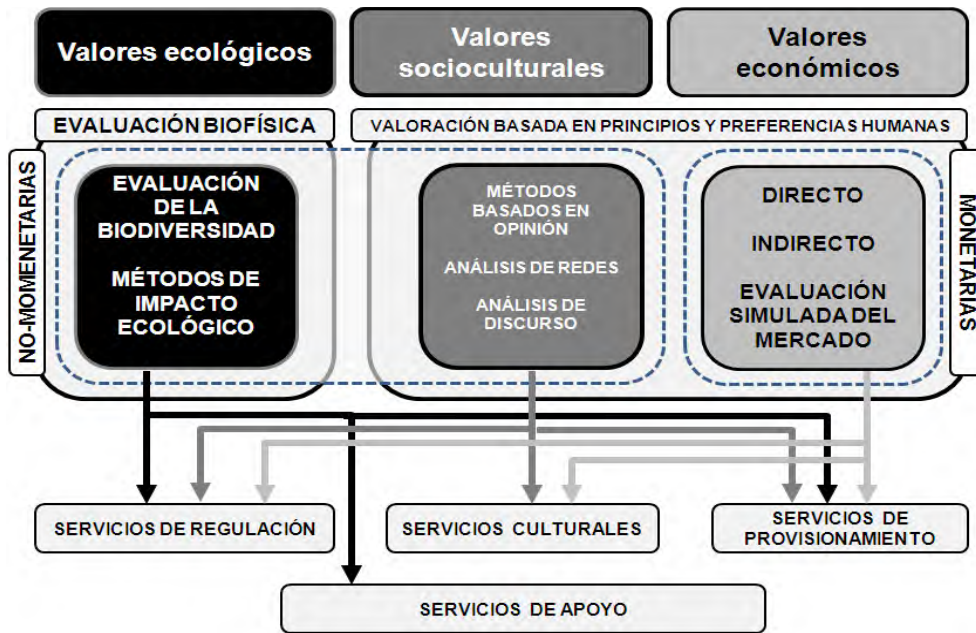 Valores ecológicos
Valores
socioculturales
Valores
económicos
EVALUACIÓN BIOFÍSICA
VALORACIÓN BASADA EN PRINCIPIOS Y PREFERENCIAS HUMANAS
NO-MOMENETARIAS
EVALUACIÓN
DE LA
BIODIVERSIDAD
MÉTODOS DE
IMPACTO
ECOLÓGICO
MÉTODOS
BASADOS EN
OPINIÓN
ANÁLISIS DE REDES
ANÁLISIS DE
DISCURSO
DIRECTO
INDIRECTO
EVALUACIÓN
SIMULADA DEL
MERCADO
MONETARIAS
SERVICIOS DE REGULACIÓN
SERVICIOS CULTURALES
SERVICIOS DE
PROVISIONAMIENTO
SERVICIOS DE APOYO